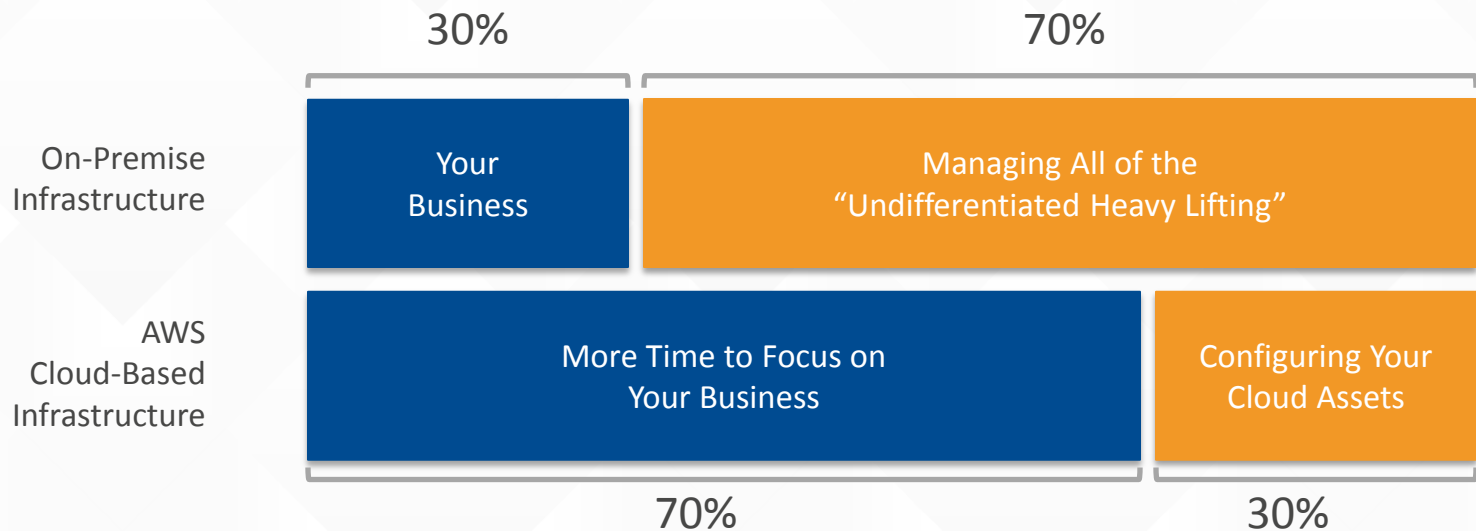 30%
70%
On-Premise
Infrastructure
Your
Business
Managing All of the
“Undifferentiated Heavy Lifting”
AWS
Cloud-Based
Infrastructure
More Time to Focus on
Your Business
Configuring Your
Cloud Assets
70%
30%